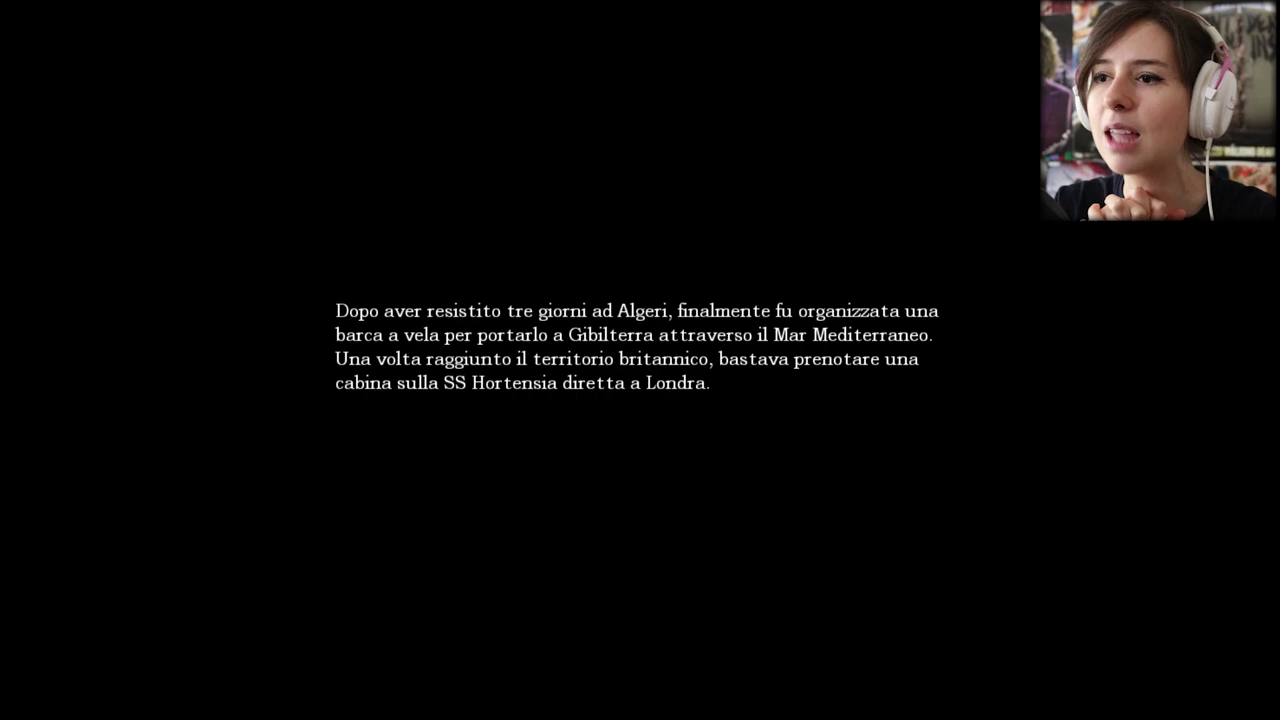 Dopo aver resistito tre giorni ad Algeri, finalmente fu organizzata una
barca a vela per portarlo a Gibilterra attraverso il Mar Mediterraneo.
Una volta raggiunto il territorio britannico, bastava prenotare una
cabina sulla SS Hortensia diretta a Londra.